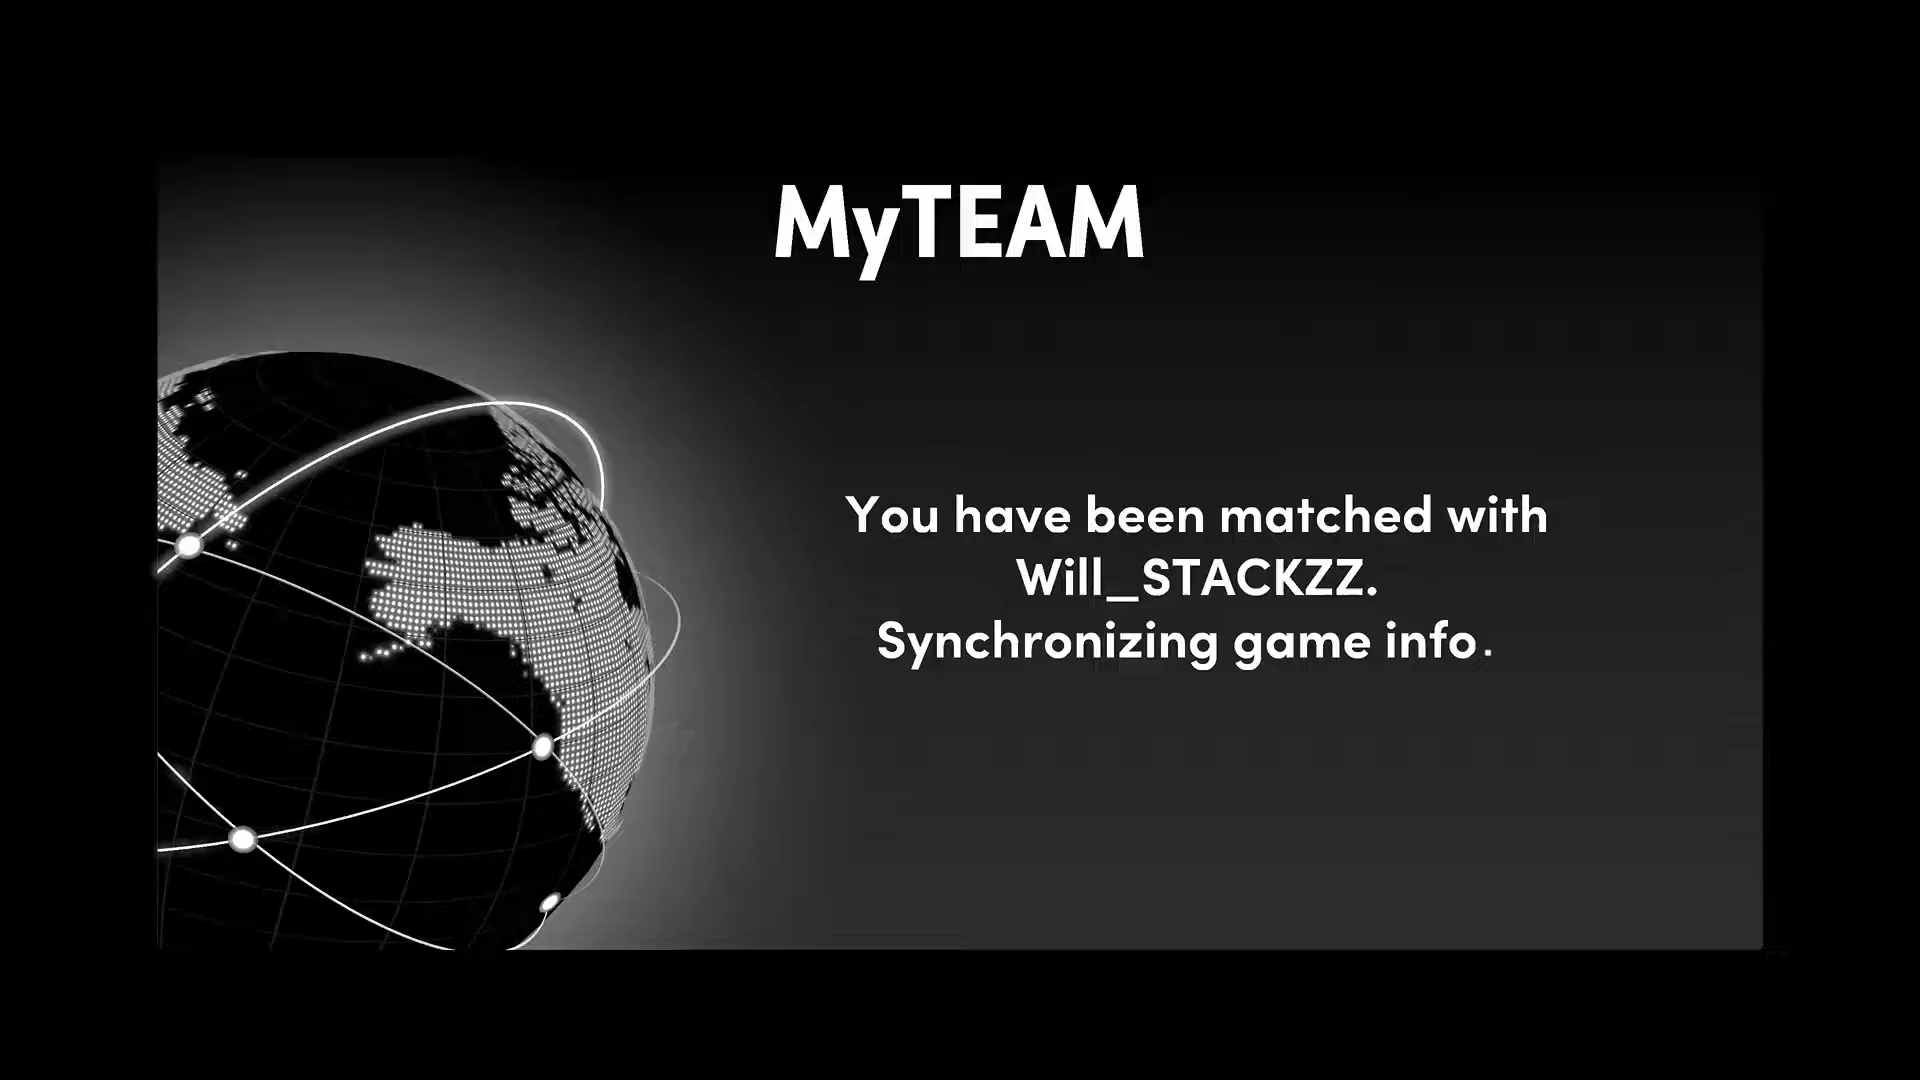 MyTEAM
You have been matched with
Will_STACKZZ.
Synchronizing game info.